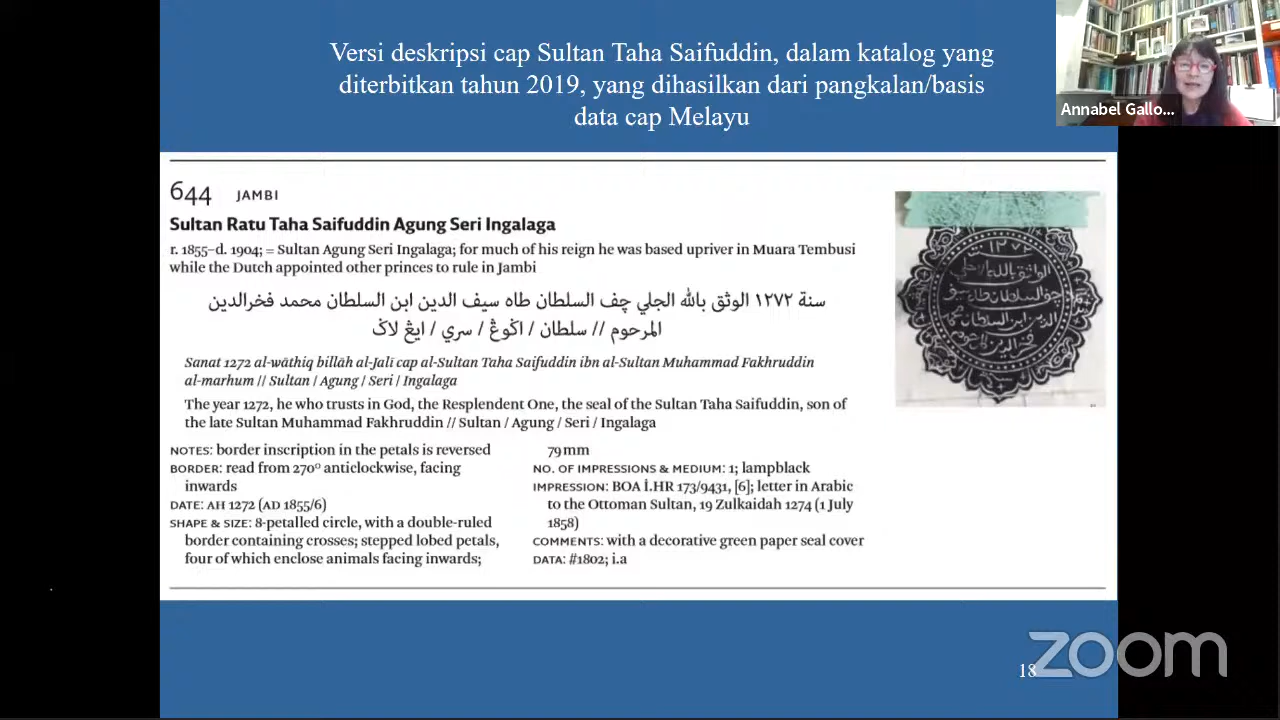 Versi deskripsi cap Sultan Taha Saifuddin, dalam katalog yang
diterbitkan tahun 2019, yang dihasilkan dari pangkalan/basis
data cap Melayu
Annabel Gallo...
644 JAMBI
Sultan Ratu Taha Saifuddin Agung Seri Ingalaga
r. 1855–d. 1904; = Sultan Agung Seri Ingalaga; for much of his reign he was based upriver in Muara Tembusi
while the Dutch appointed other princes to rule in Jambi
سنة ١٢٧٢ الوثق بالله الجلي چف السلطان طاه سيف الدين ابن السلطان محمد فخرالدين
المرحوم // سلطان / اڬوڠ / سري / ايڠ لاڬ
Sanat 1272 al-wāthiq billāh al-Jalī cap al-Sultan Taha Saifuddin ibn al-Sultan Muhammad Fakhruddin
al-marhum // Sultan / Agung / Seri / Ingalaga
The year 1272, he who trusts in God, the Resplendent One, the seal of the Sultan Taha Saifuddin, son of
the late Sultan Muhammad Fakhruddin // Sultan / Agung / Seri / Ingalaga
NOTES: border inscription in the petals is reversed
BORDER: read from 270° anticlockwise, facing
inwards
DATE: AH 1272 (AD 1855/6)
SHAPE & SIZE: 8-petalled circle, with a double-ruled
border containing crosses; stepped lobed petals,
four of which enclose animals facing inwards;
79 mm
NO. OF IMPRESSIONS & MEDIUM: 1; lampblack
IMPRESSION: BOA İ.HR 173/9431, [6]; letter in Arabic
to the Ottoman Sultan, 19 Zulkaidah 1274 (1 July
1858)
COMMENTS: with a decorative green paper seal cover
DATA: #1802; i.a
18
zoom